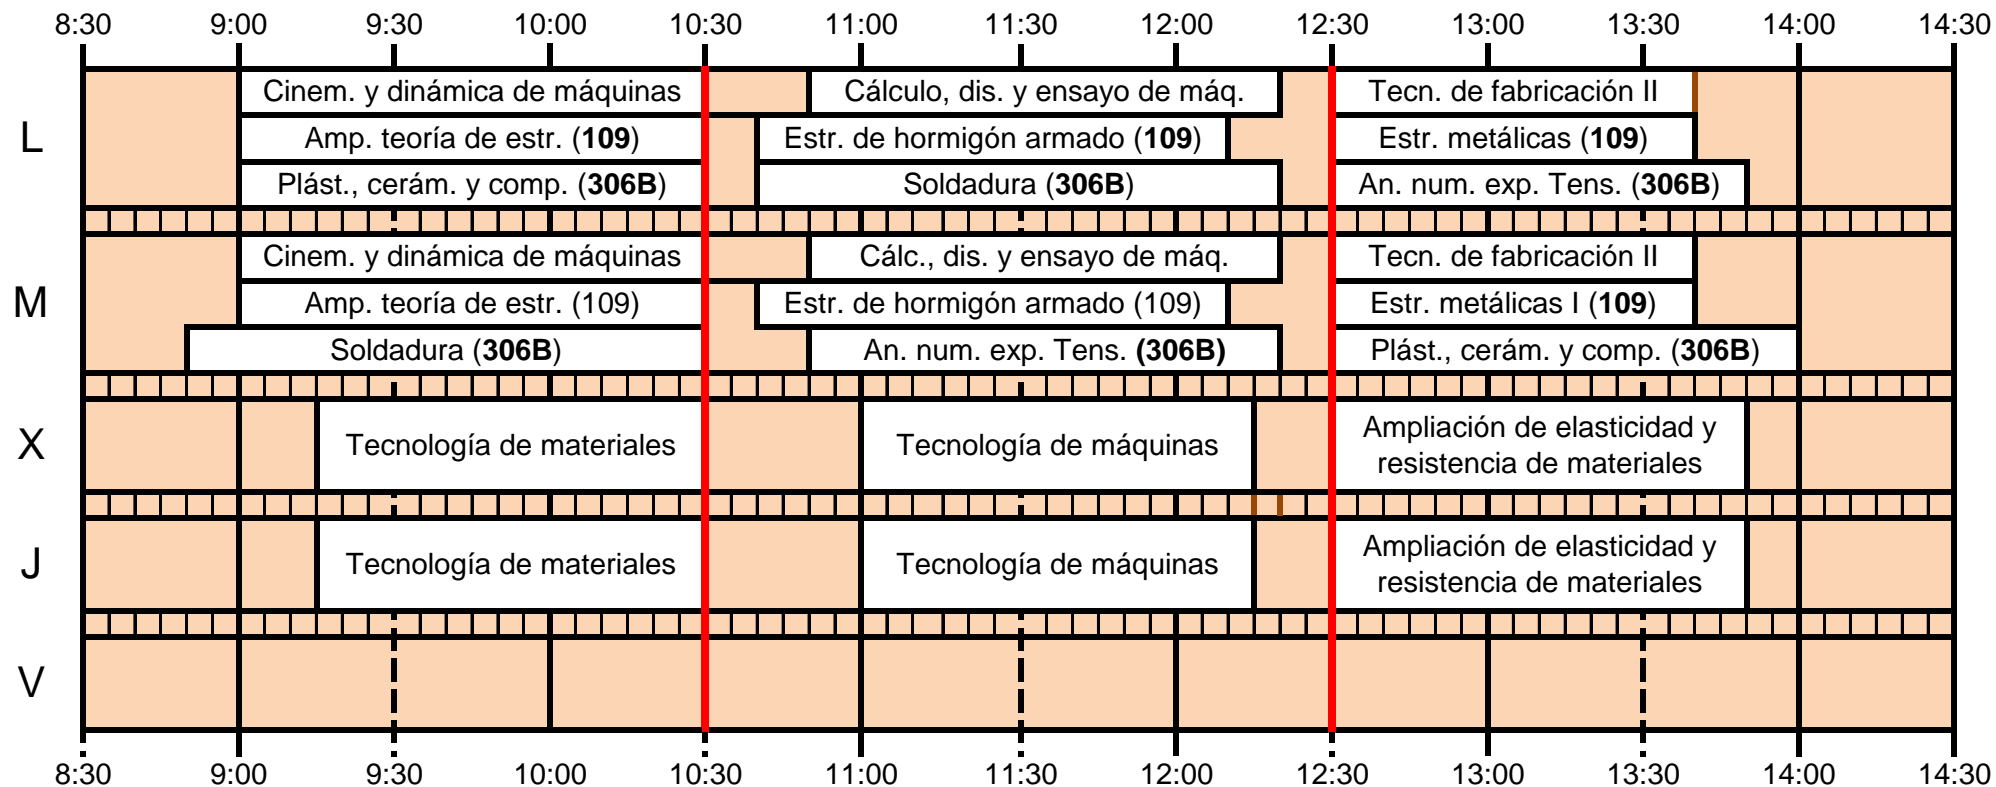 8:30 9:00 9:30 10:00 10:30 11:00 11:30 12:00 12:30 13:00 13:30 14:00 14:30
L
Cinem. y dinámica de máquinas
Cálculo, dis. y ensayo de máq.
Tecn. de fabricación II
Amp. teoría de estr. (109)
Estr. de hormigón armado (109)
Estr. metálicas (109)
Plást., cerám. y comp. (306B)
Soldadura (306B)
An. num. exp. Tens. (306B)
M
Cinem. y dinámica de máquinas
Cálc., dis. y ensayo de máq.
Tecn. de fabricación II
Amp. teoría de estr. (109)
Estr. de hormigón armado (109)
Estr. metálicas I (109)
Soldadura (306B)
An. num. exp. Tens. (306B)
Plást., cerám. y comp. (306B)
X
Tecnología de materiales
Tecnología de máquinas
Ampliación de elasticidad y
resistencia de materiales
J
Tecnología de materiales
Tecnología de máquinas
Ampliación de elasticidad y
resistencia de materiales
V
8:30 9:00 9:30 10:00 10:30 11:00 11:30 12:00 12:30 13:00 13:30 14:00 14:30